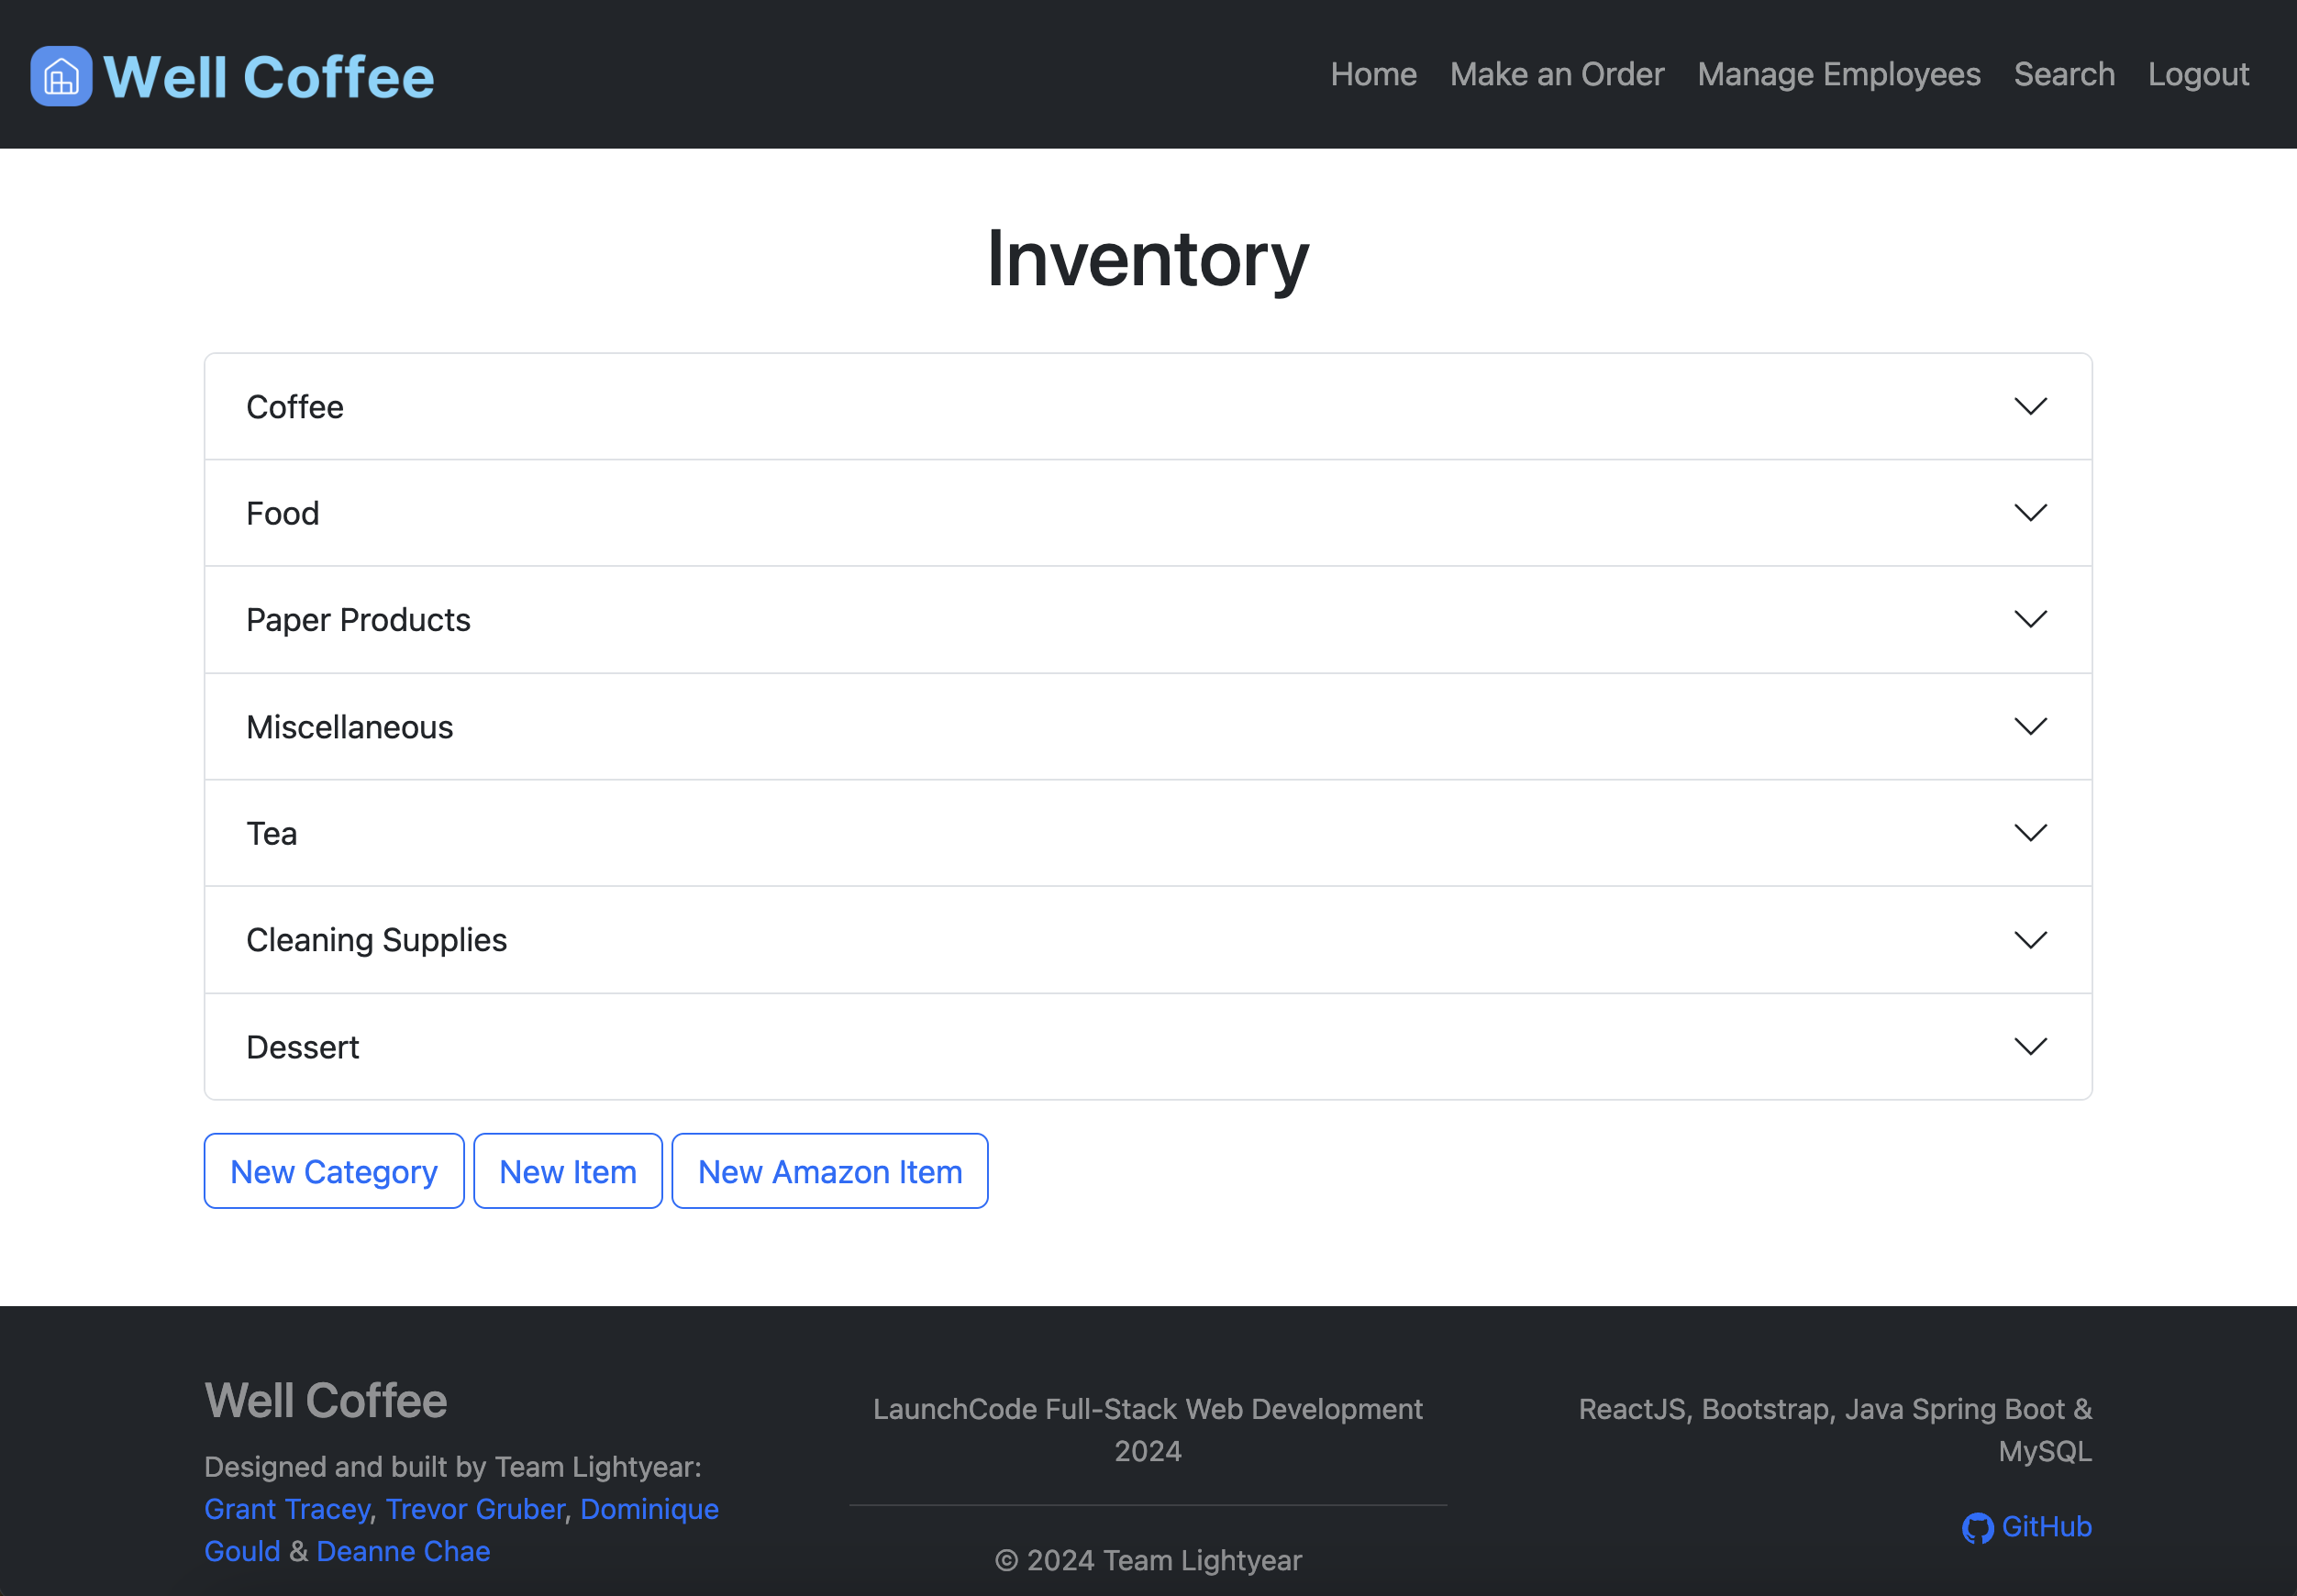 Well Coffee
Home Make an Order Manage Employees Search Logout
Inventory
Coffee
Food
Paper Products
Miscellaneous
Tea
Cleaning Supplies
Dessert
New Category New Item New Amazon Item
Well Coffee
Designed and built by Team Lightyear:
Grant Tracey, Trevor Gruber, Dominique
Gould & Deanne Chae
LaunchCode Full-Stack Web Development
2024
© 2024 Team Lightyear
ReactJS, Bootstrap, Java Spring Boot &
MySQL
GitHub